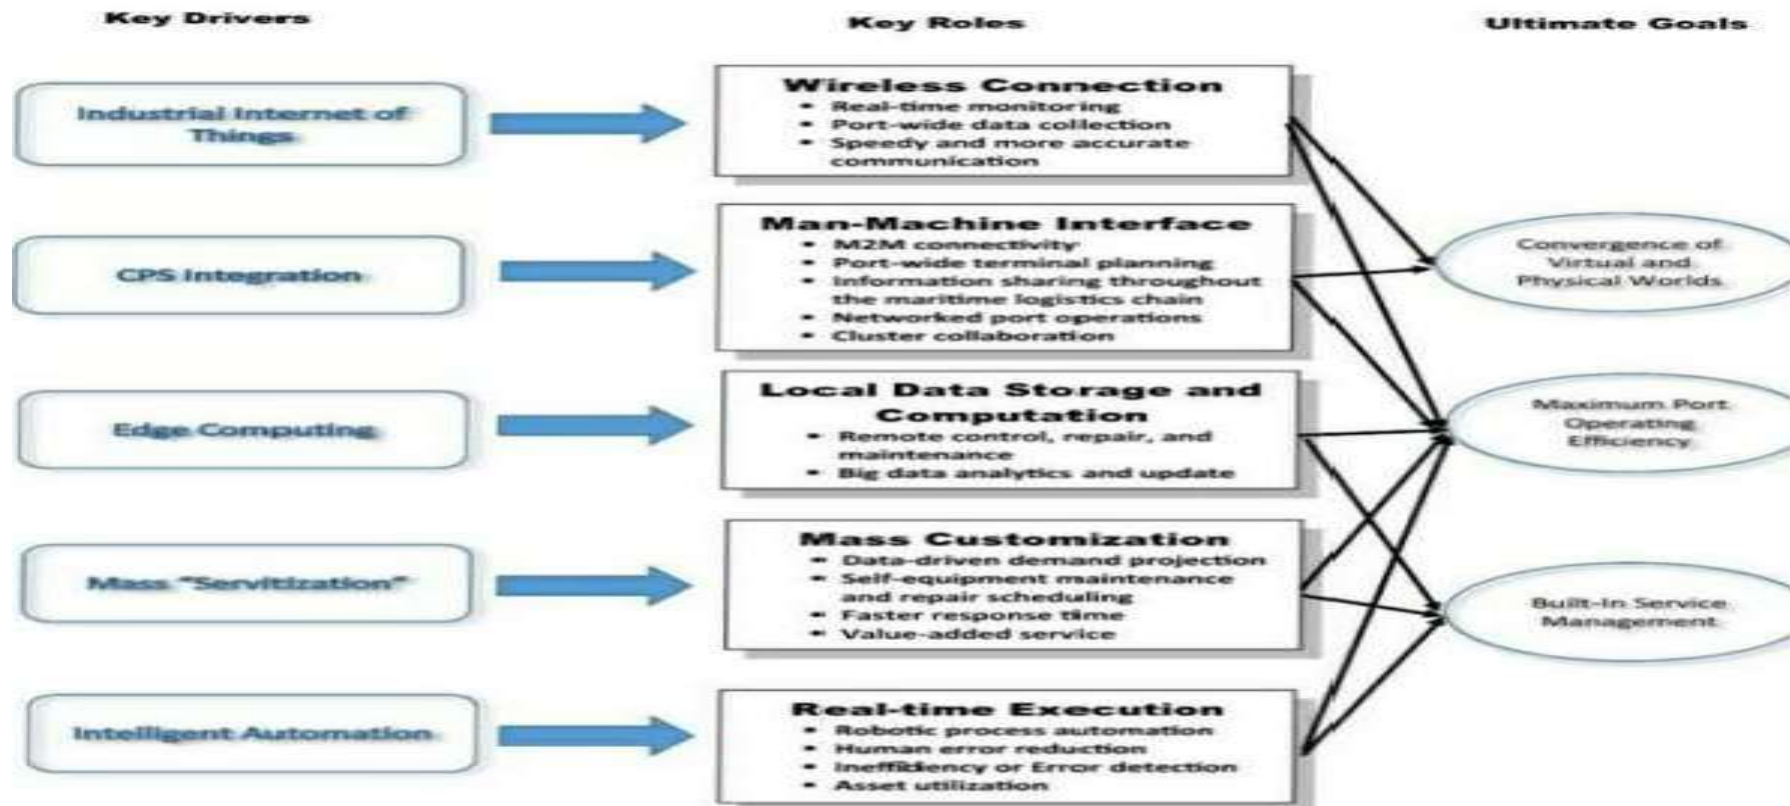 Key Drivers
Key Roles
Ultimate Goals
Industrial Internet of
Things
Wireless Connection
• Real-time monitoring
• Port-wide data collection
• Speedy and more accurate
communication
CPS Integration
Man-Machine Interface
• M2M connectivity
• Port-wide terminal planning
• Information sharing throughout
the maritime logistics chain
• Networked port operations
• Cluster collaboration
Convergence of
Virtual and
Physical Worlds
Edge Computing
Local Data Storage and
Computation
• Remote control, repair, and
maintenance
• Big data analytics and update
Maximum Port
Operating
Efficiency
Mass "Servitization"
Mass Customization
• Data-driven demand projection
• Self-equipment maintenance
and repair scheduling
• Faster response time
• Value-added service
Built-In Service
Management
Intelligent Automation
Real-time Execution
• Robotic process automation
• Human error reduction
• Inefficiency or Error detection
• Asset utilization